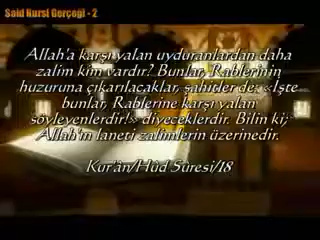 Said Nursi Gerçeği - 2
Allah'a karşı yalan uyduranlardan daha
zalim kim vardır? Bunlar, Rablerinin
huzuruna çıkarılacaklar, şahitler de: «İşte
bunlar, Rablerine karşı yalan
söyleyenlerdir!» diyeceklerdir. Bilin ki;
Allah'ın laneti zalimlerin üzerinedir.
Kur'ân/Hûd Sûresi/18